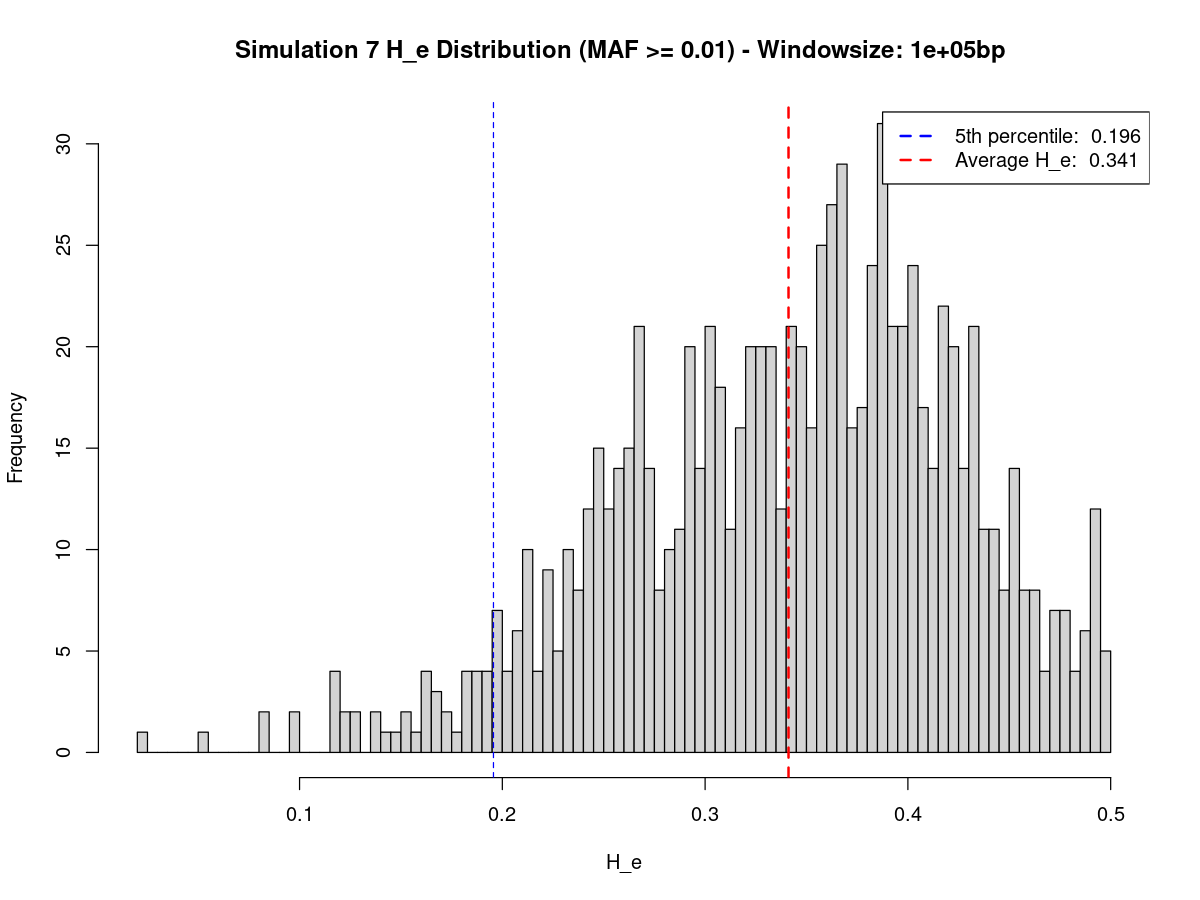 Simulation 7 H_e Distribution (MAF >= 0.01) - Windowsize: 1e+05bp
5th percentile: 0.196
Average H_e: 0.341
Frequency
30
25
20
15
10
5
0
0.1
0.2
0.3
0.4
0.5
H_e